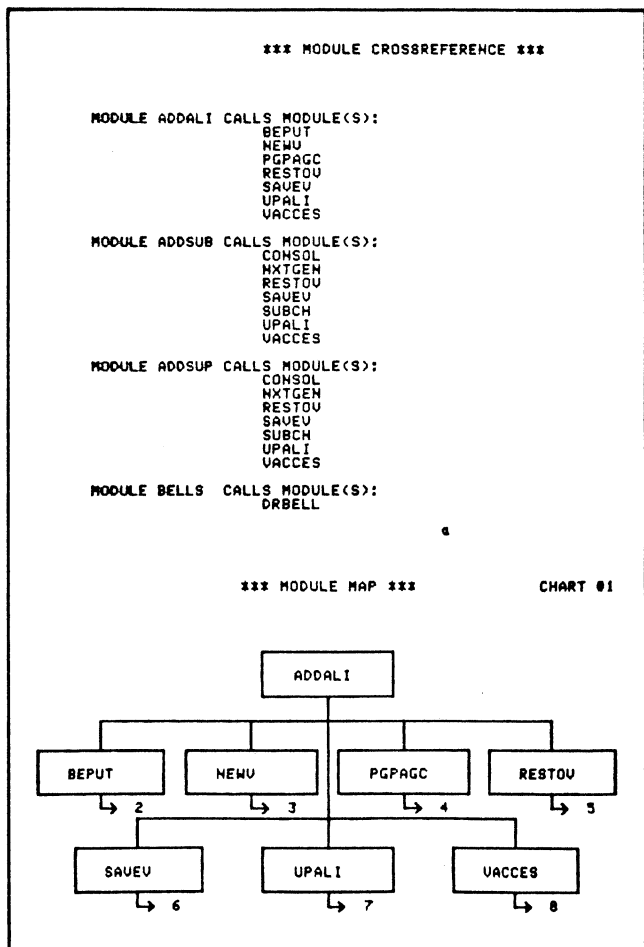 *** MODULE CROSSREFERENCE ***
MODULE ADDALI CALLS MODULE(S):
BEPUT
NEWV
PGPAGC
RESTOV
SAVEV
UPALI
VACCES
MODULE ADDSUB CALLS MODULE(S):
CONSOL
NXTGEN
RESTOV
SAVEV
SUBCH
UPALI
VACCES
MODULE ADDSUP CALLS MODULE(S):
CONSOL
NXTGEN
RESTOV
SAVEV
SUBCH
UPALI
VACCES
MODULE BELLS CALLS MODULE(S):
DRBELL
a
*** MODULE MAP *** CHART #1
ADDALI
BEPUT NEWV PGPAGC RESTOV
2 3 4 5
SAVEV UPALI VACCES
6 7 8